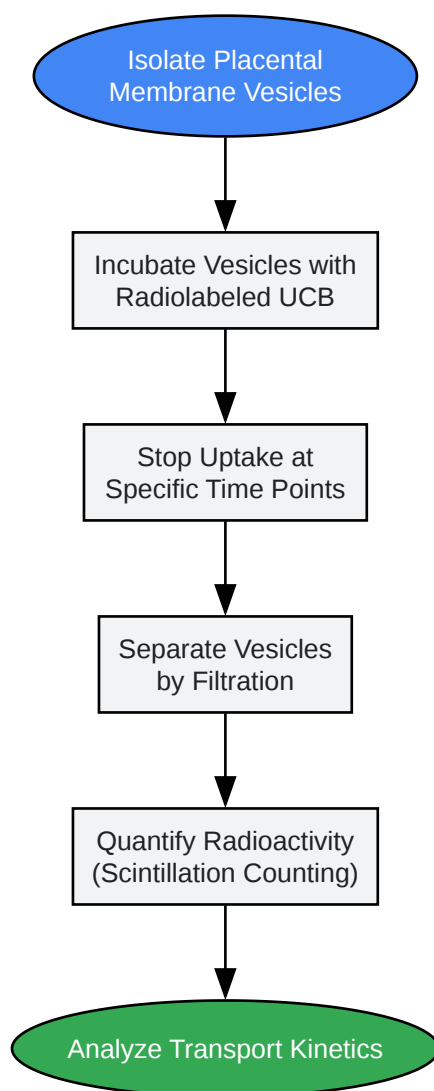 Isolate Placental
Membrane Vesicles
Incubate Vesicles with
Radiolabeled UCB
Stop Uptake at
Specific Time Points
Separate Vesicles
by Filtration
Quantify Radioactivity
(Scintillation Counting)
Analyze Transport Kinetics